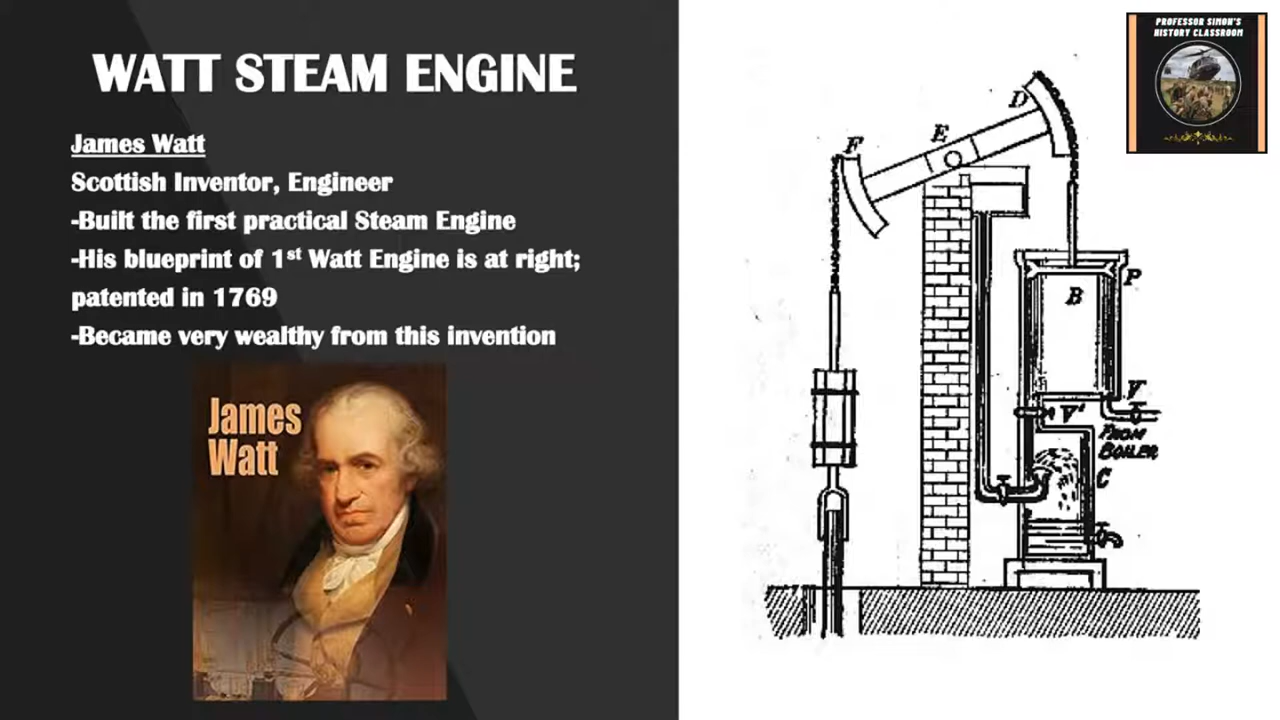 WATT STEAM ENGINE
James Watt
Scottish Inventor, Engineer
-Built the first practical Steam Engine
-His blueprint of 1st Watt Engine is at right;
patented in 1769
-Became very wealthy from this invention
James
Watt
PROFESSOR SIMON'S
HISTORY CLASSROOM
D
E
F
P
B
V
V'
FROM
BOILER
C